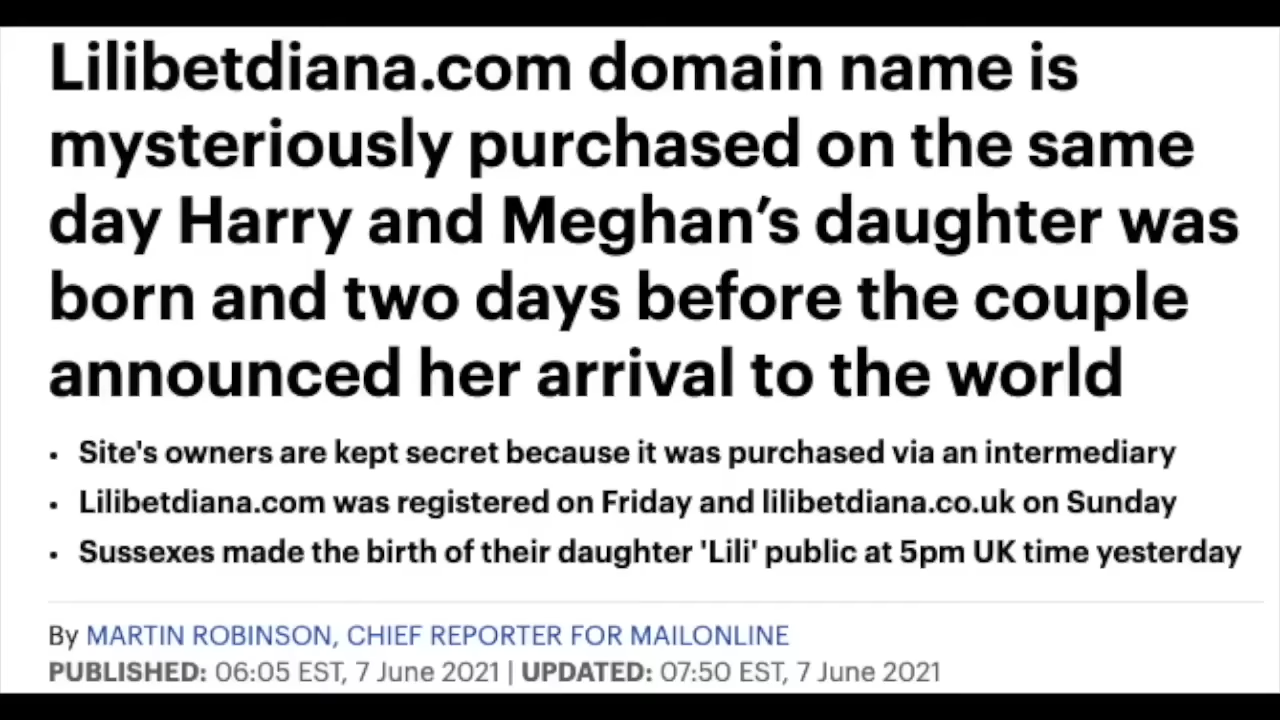 Lilibetdiana.com domain name is
mysteriously purchased on the same
day Harry and Meghan’s daughter was
born and two days before the couple
announced her arrival to the world
• Site's owners are kept secret because it was purchased via an intermediary
• Lilibetdiana.com was registered on Friday and lilibetdiana.co.uk on Sunday
• Sussexes made the birth of their daughter 'Lili' public at 5pm UK time yesterday
By MARTIN ROBINSON, CHIEF REPORTER FOR MAILONLINE
PUBLISHED: 06:05 EST, 7 June 2021 | UPDATED: 07:50 EST, 7 June 2021